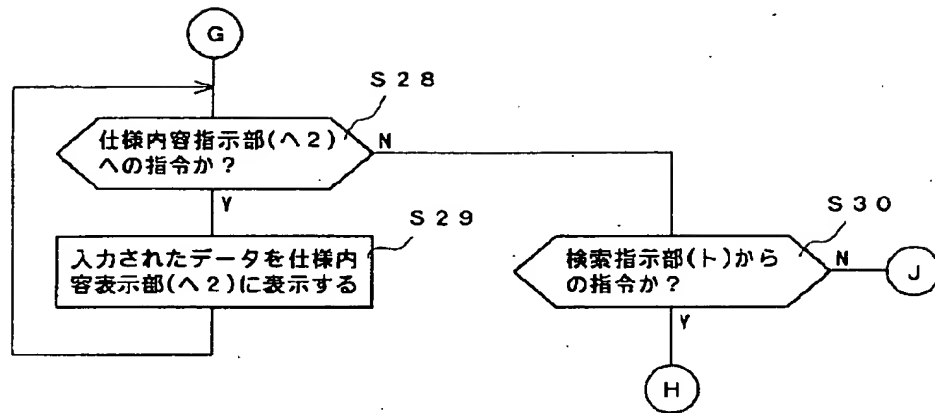 G
S28
仕様内容指示部(ヘ2)
への指令か?
N
Y
S29
入力されたデータを仕様内
容表示部(ヘ2)に表示する
S30
検索指示部(ト)から
の指令か?
N
J
Y
H